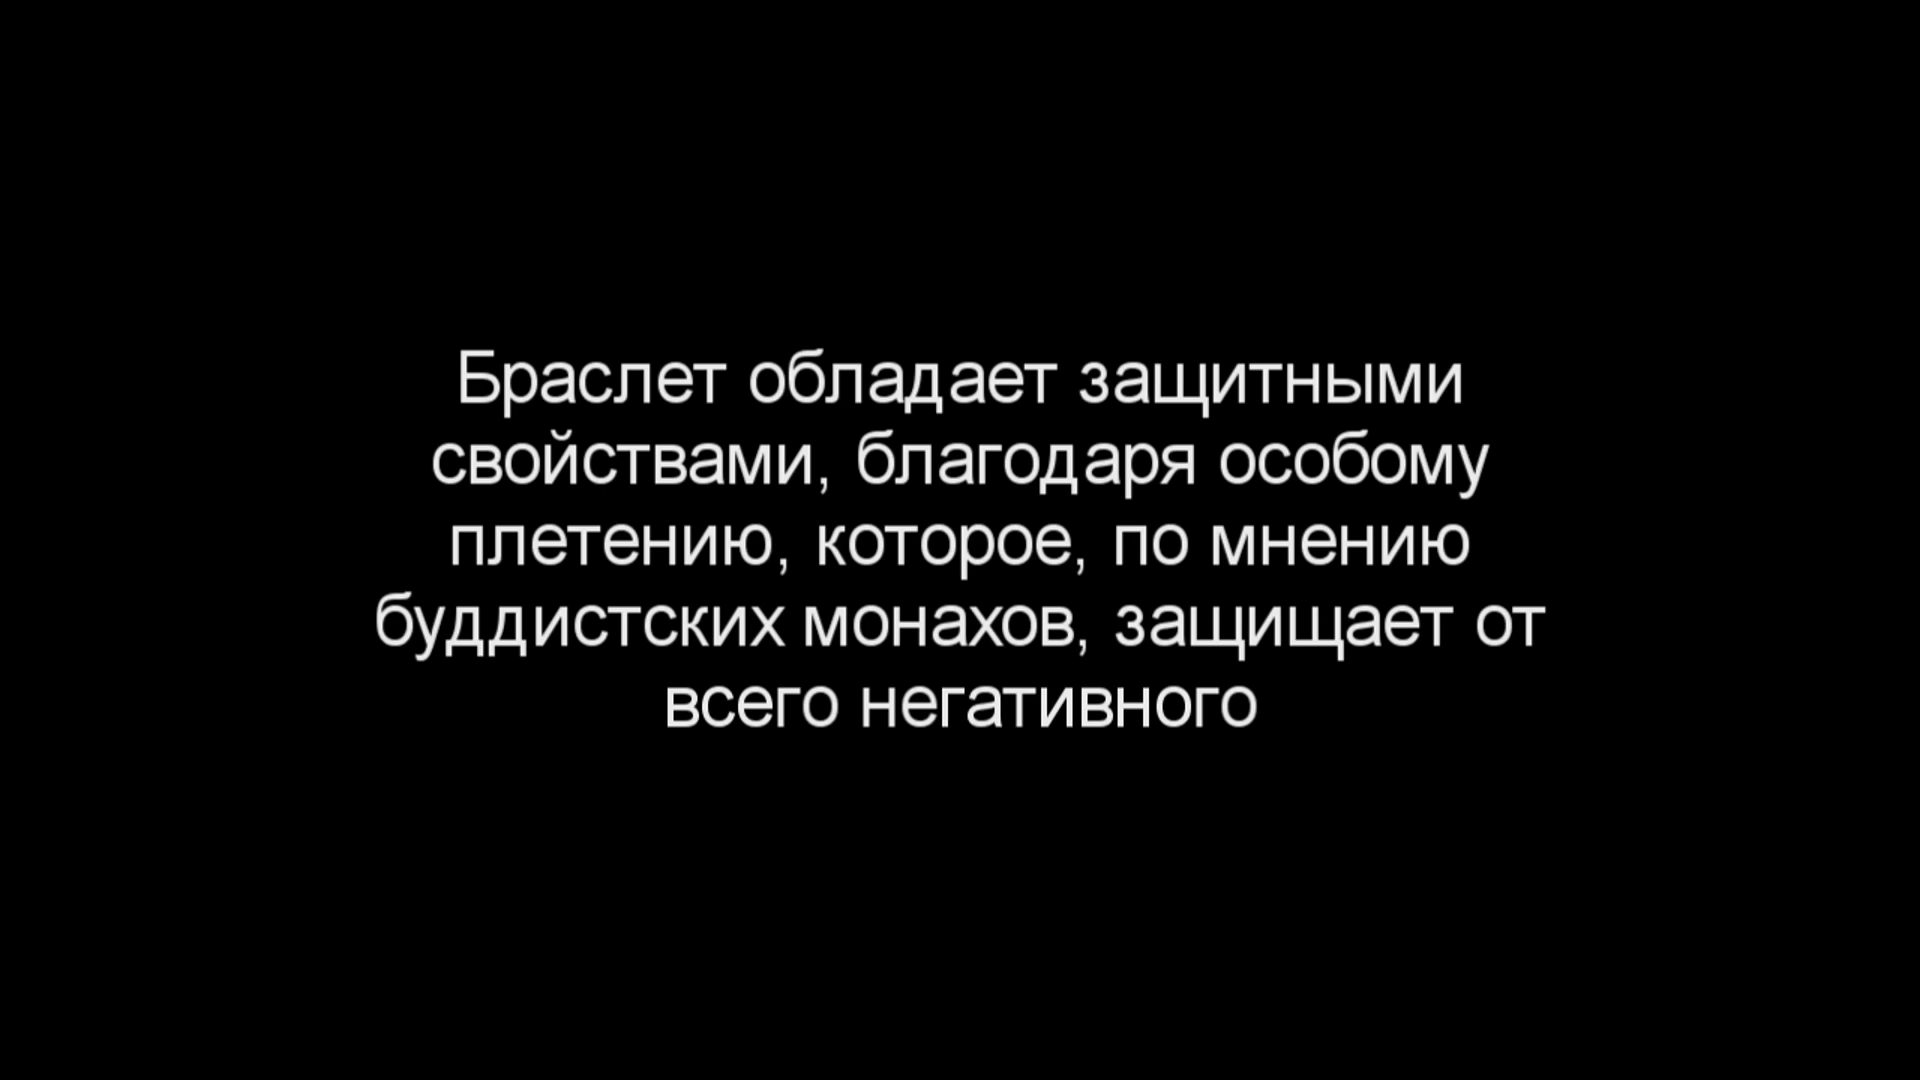 Браслет обладает защитными
свойствами, благодаря особому
плетению, которое, по мнению
буддистских монахов, защищает от
всего негативного